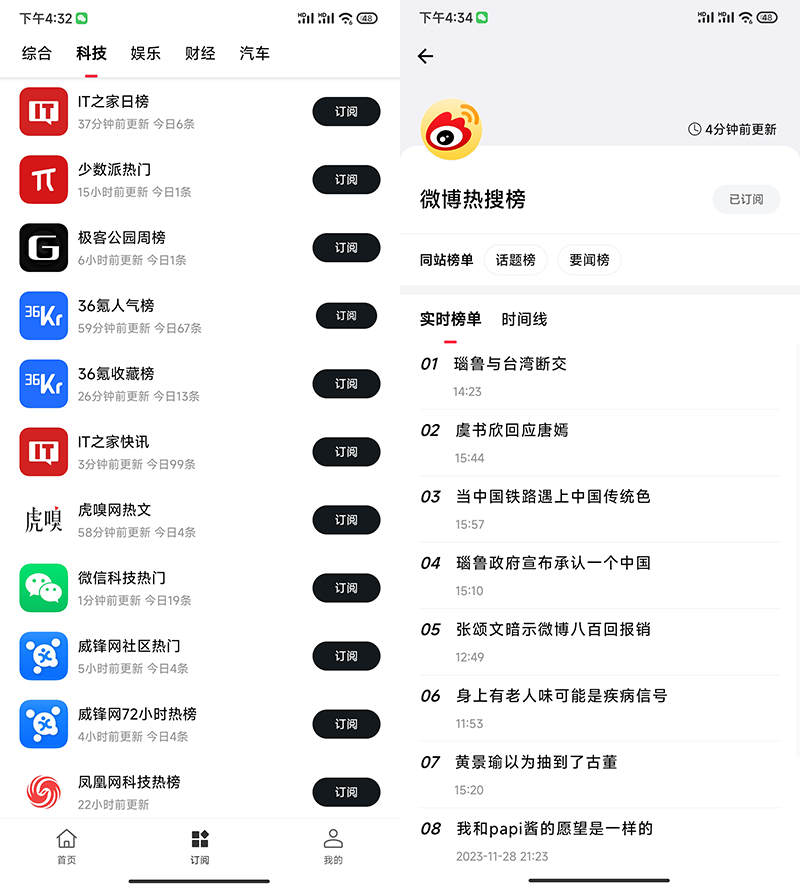 下午4:32
48
综合 科技 娱乐 财经 汽车
IT
IT之家日榜
37分钟前更新 今日6条
订阅
少数派热门
15小时前更新 今日1条
订阅
G
极客公园周榜
6小时前更新 今日1条
订阅
36Kr
36氪人气榜
59分钟前更新 今日67条
订阅
36Kr
36氪收藏榜
26分钟前更新 今日13条
订阅
IT
IT之家快讯
3分钟前更新 今日99条
订阅
虎嗅
虎嗅网热文
58分钟前更新 今日4条
订阅
微信科技热门
1分钟前更新 今日19条
订阅
威锋网社区热门
5小时前更新 今日4条
订阅
威锋网72小时热榜
4小时前更新 今日4条
订阅
凤凰网科技热榜
22小时前更新
订阅
首页 订阅 我的
下午4:34
48
4分钟前更新
微博热搜榜
已订阅
同站榜单 话题榜 要闻榜
实时榜单 时间线
01 瑙鲁与台湾断交
14:23
02 虞书欣回应唐嫣
15:44
03 当中国铁路遇上中国传统色
15:57
04 瑙鲁政府宣布承认一个中国
15:10
05 张颂文暗示微博八百回报销
12:49
06 身上有老人味可能是疾病信号
11:53
07 黄景瑜以为抽到了古董
15:20
08 我和papi酱的愿望是一样的
2023-11-28 21:23